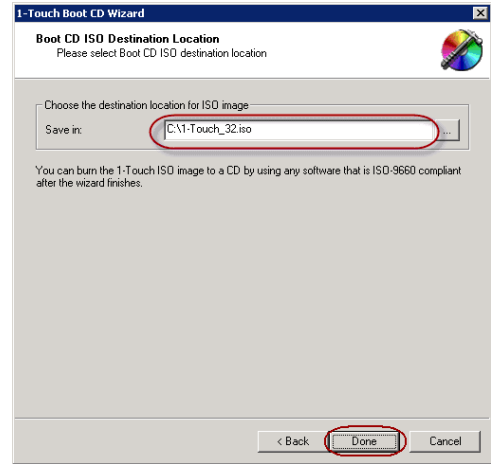 1-Touch Boot CD Wizard
Boot CD ISO Destination Location
Please select Boot CD ISO destination location
Choose the destination location for ISO image
Save in:
C:\1-Touch_32.iso
...
You can burn the 1-Touch ISO image to a CD by using any software that is ISO-9660 compliant
after the wizard finishes.
< Back
Done
Cancel